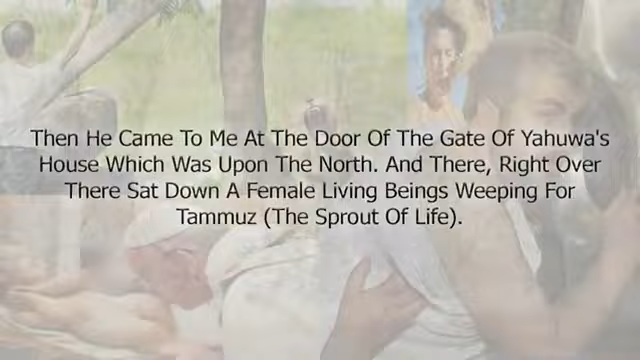 Then He Came To Me At The Door Of The Gate Of Yahuwa's
House Which Was Upon The North. And There, Right Over
There Sat Down A Female Living Beings Weeping For
Tammuz (The Sprout Of Life).